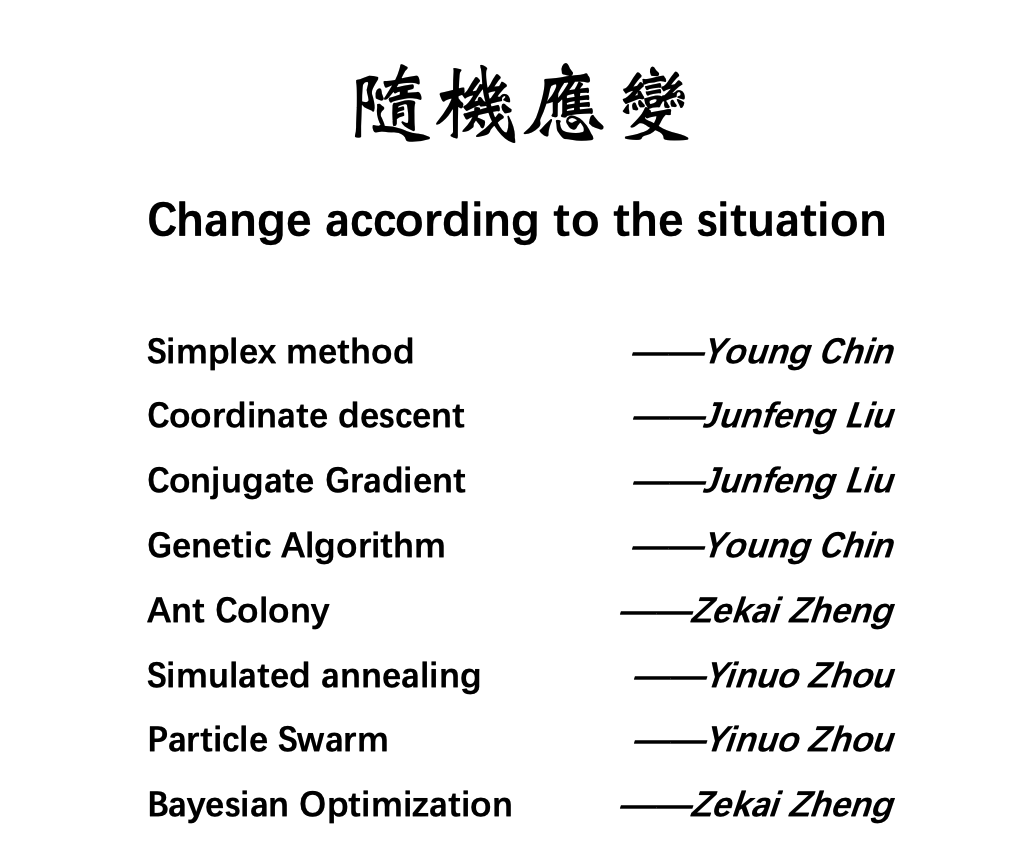 隨機應變
Change according to the situation
Simplex method ——Young Chin
Coordinate descent ——Junfeng Liu
Conjugate Gradient ——Junfeng Liu
Genetic Algorithm ——Young Chin
Ant Colony ——Zekai Zheng
Simulated annealing ——Yinuo Zhou
Particle Swarm ——Yinuo Zhou
Bayesian Optimization ——Zekai Zheng